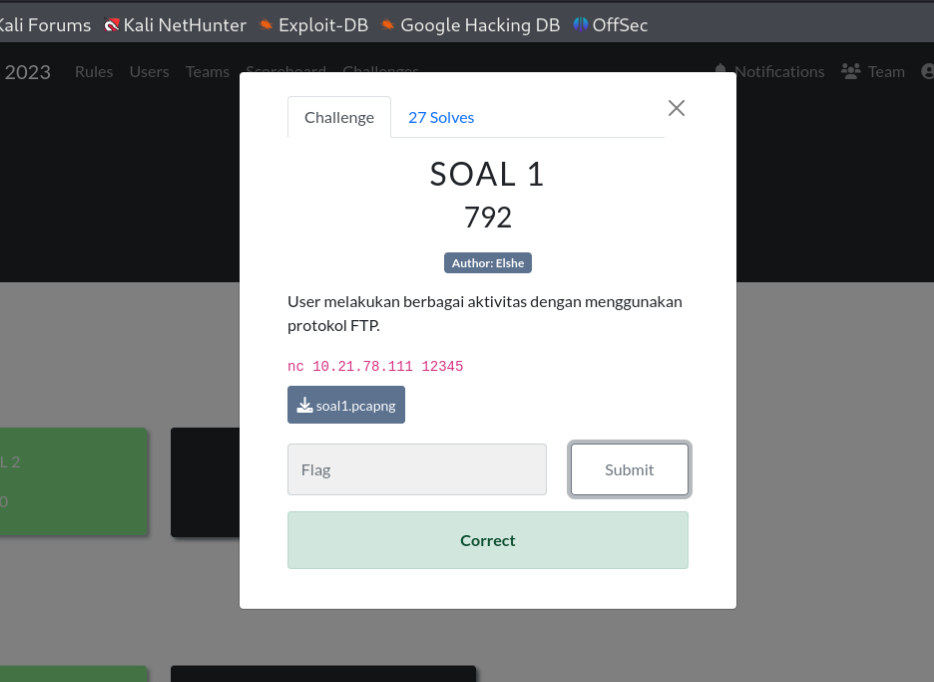 Kali Forums Kali NetHunter Exploit-DB Google Hacking DB OffSec
2023 Rules Users Teams Scoreboard Challenges Notifications Team
Challenge 27 Solves
SOAL 1
792
Author: Elshe
User melakukan berbagai aktivitas dengan menggunakan
protokol FTP.
nc 10.21.78.111 12345
soal1.pcapng
Flag Submit
L 2
0
Correct